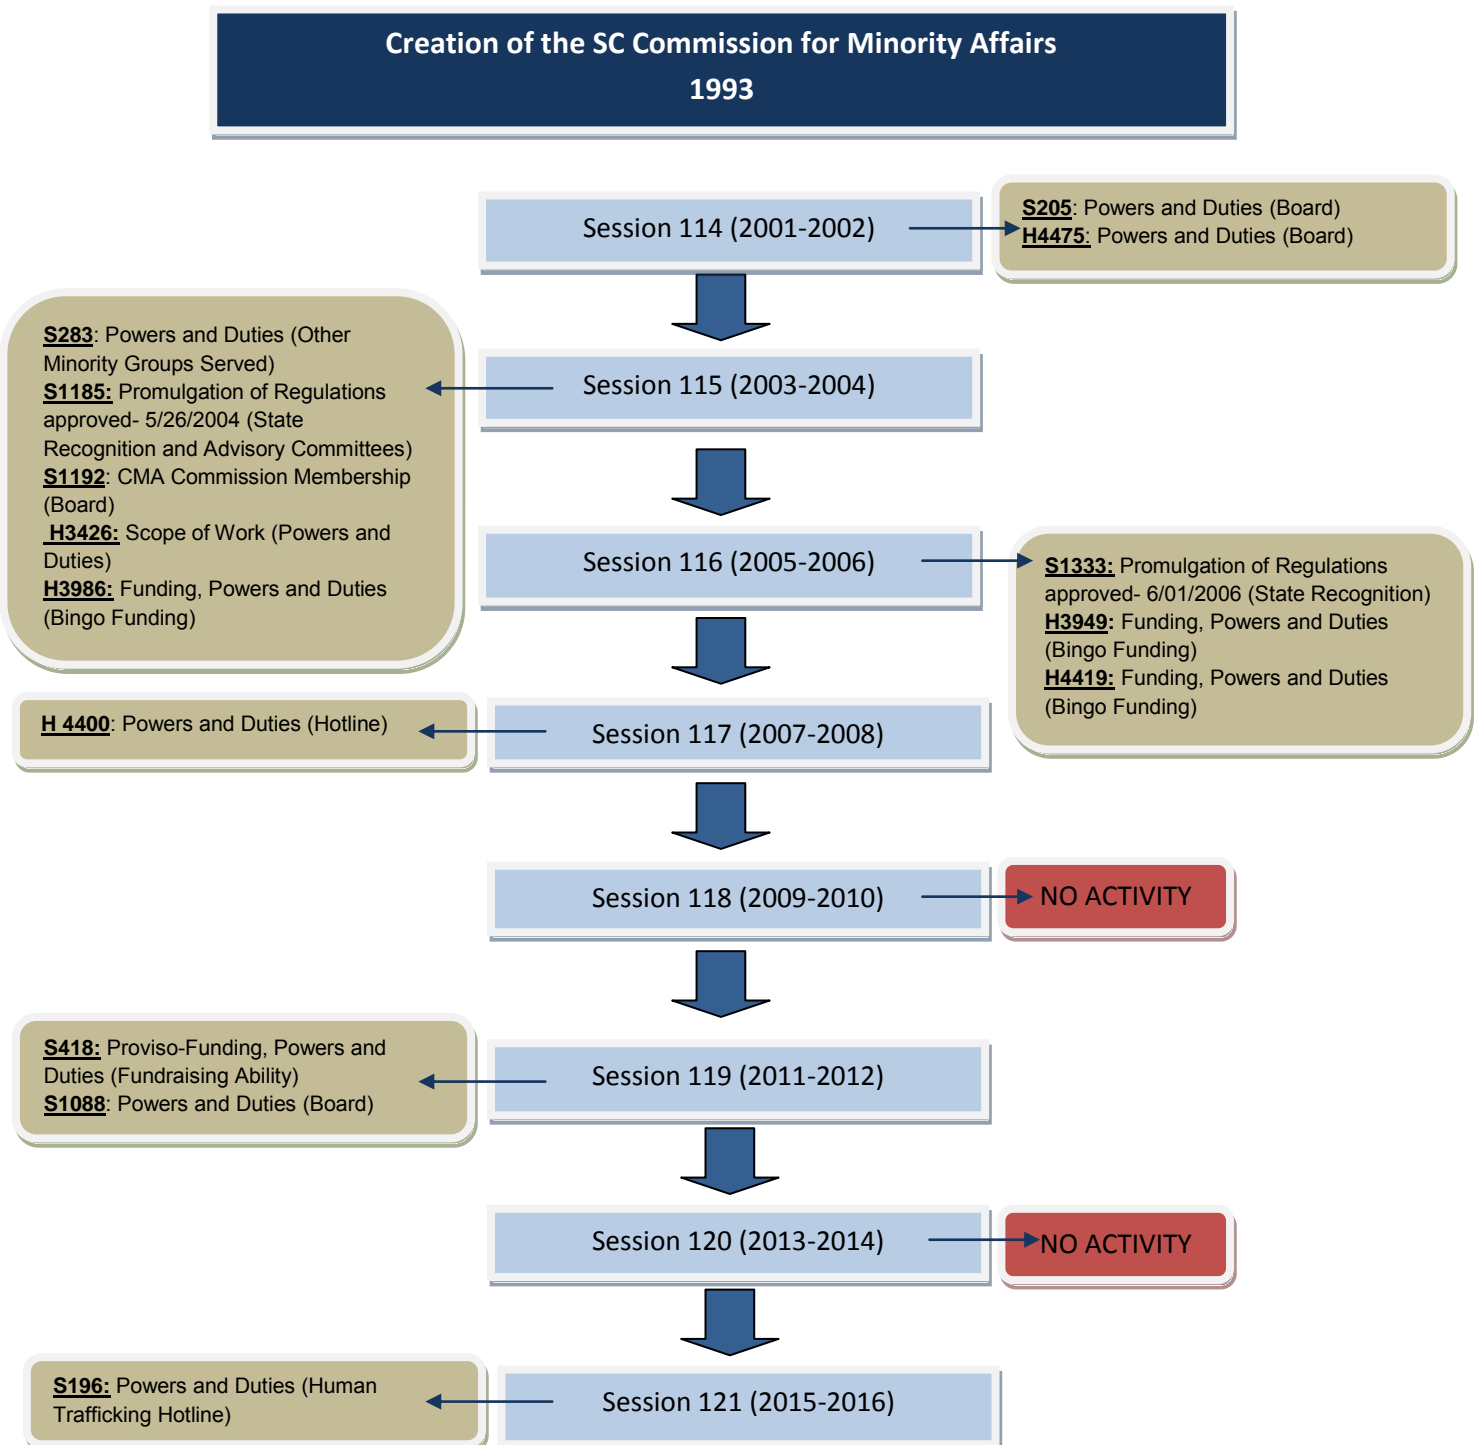 Creation of the SC Commission for Minority Affairs
1993
Session 114 (2001-2002)
S205: Powers and Duties (Board)
H4475: Powers and Duties (Board)
S283: Powers and Duties (Other
Minority Groups Served)
S1185: Promulgation of Regulations
approved- 5/26/2004 (State
Recognition and Advisory Committees)
S1192: CMA Commission Membership
(Board)
H3426: Scope of Work (Powers and
Duties)
H3986: Funding, Powers and Duties
(Bingo Funding)
Session 115 (2003-2004)
Session 116 (2005-2006)
S1333: Promulgation of Regulations
approved- 6/01/2006 (State Recognition)
H3949: Funding, Powers and Duties
(Bingo Funding)
H4419: Funding, Powers and Duties
(Bingo Funding)
H 4400: Powers and Duties (Hotline)
Session 117 (2007-2008)
Session 118 (2009-2010)
NO ACTIVITY
S418: Proviso-Funding, Powers and
Duties (Fundraising Ability)
S1088: Powers and Duties (Board)
Session 119 (2011-2012)
Session 120 (2013-2014)
NO ACTIVITY
S196: Powers and Duties (Human
Trafficking Hotline)
Session 121 (2015-2016)